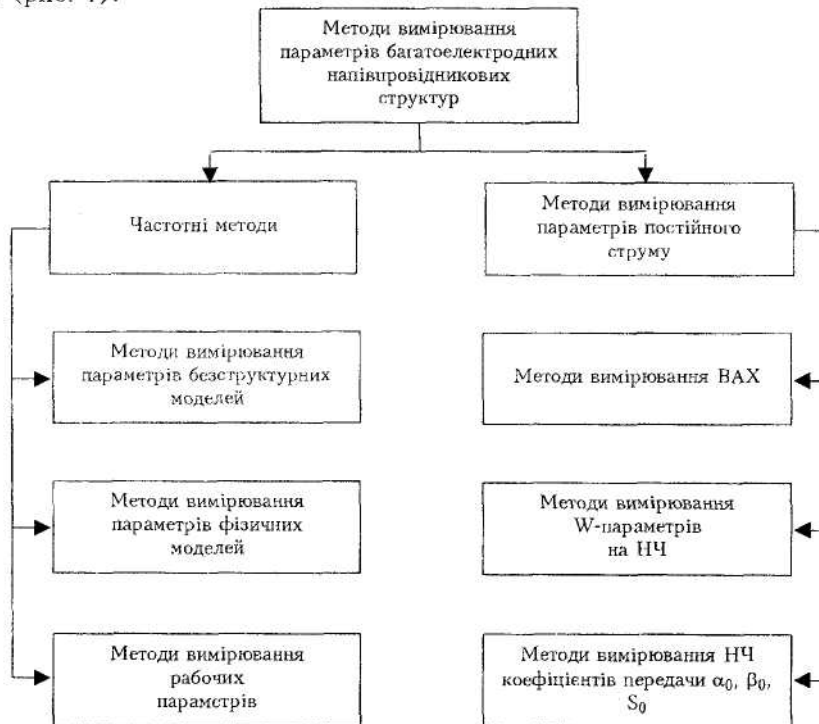 (рис. 4).
Методи вимірювання
параметрів багатоелектродних
напівпровідникових
структур
Частотні методи
Методи вимірювання
параметрів постійного
струму
Методи вимірювання
параметрів безструктурних
моделей
Методи вимірювання ВАХ
Методи вимірювання
параметрів фізичних
моделей
Методи вимірювання
W-параметрів
на НЧ
Методи вимірювання
рабочих
параметрів
Методи вимірювання НЧ
коефіцієнтів передачі α₀, β₀,
S₀